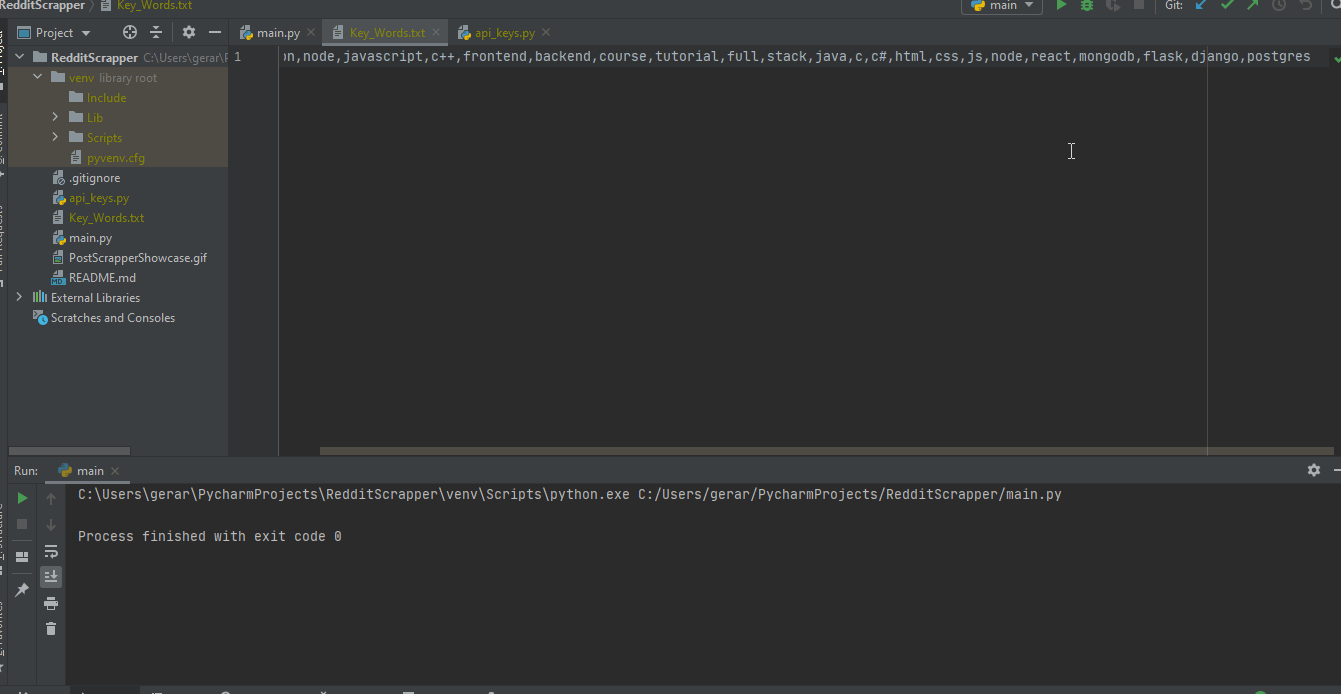 RedditScrapper Key_Words.txt
main Git:
Project main.py Key_Words.txt api_keys.py
RedditScrapper C:\Users\gerar\
1 ,node,javascript,c++,frontend,backend,course,tutorial,full,stack,java,c,c#,html,css,js,node,react,mongodb,flask,django,postgres
venv library root
Include
Lib
Scripts
pyvenv.cfg
.gitignore
api_keys.py
Key_Words.txt
main.py
PostScrapperShowcase.gif
README.md
External Libraries
Scratches and Consoles
Run: main
C:\Users\gerar\PycharmProjects\RedditScrapper\venv\Scripts\python.exe C:/Users/gerar/PycharmProjects/RedditScrapper/main.py
Process finished with exit code 0